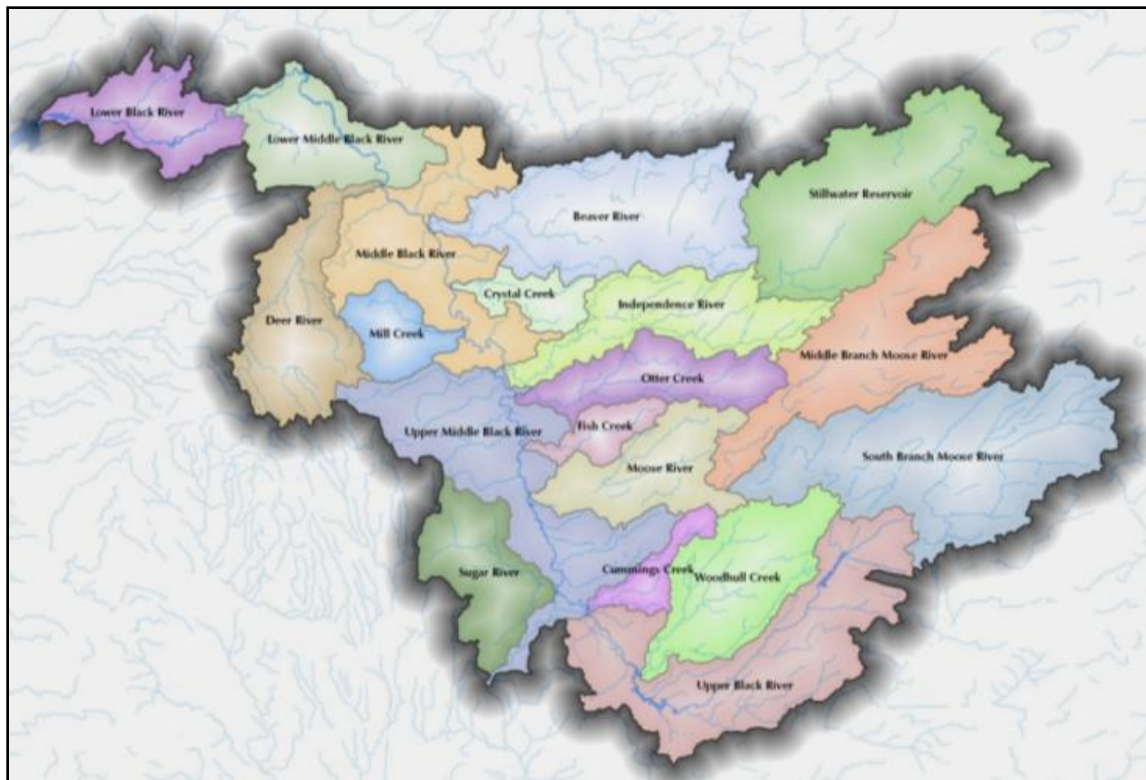 Lower Black River
Lower Middle Black River
Stillwater Reservoir
Beaver River
Middle Black River
Crystal Creek
Independence River
Deer River
Mill Creek
Middle Branch Moose River
Otter Creek
Upper Middle Black River
Fish Creek
South Branch Moose River
Moose River
Cummings Creek
Woodhull Creek
Sugar River
Upper Black River